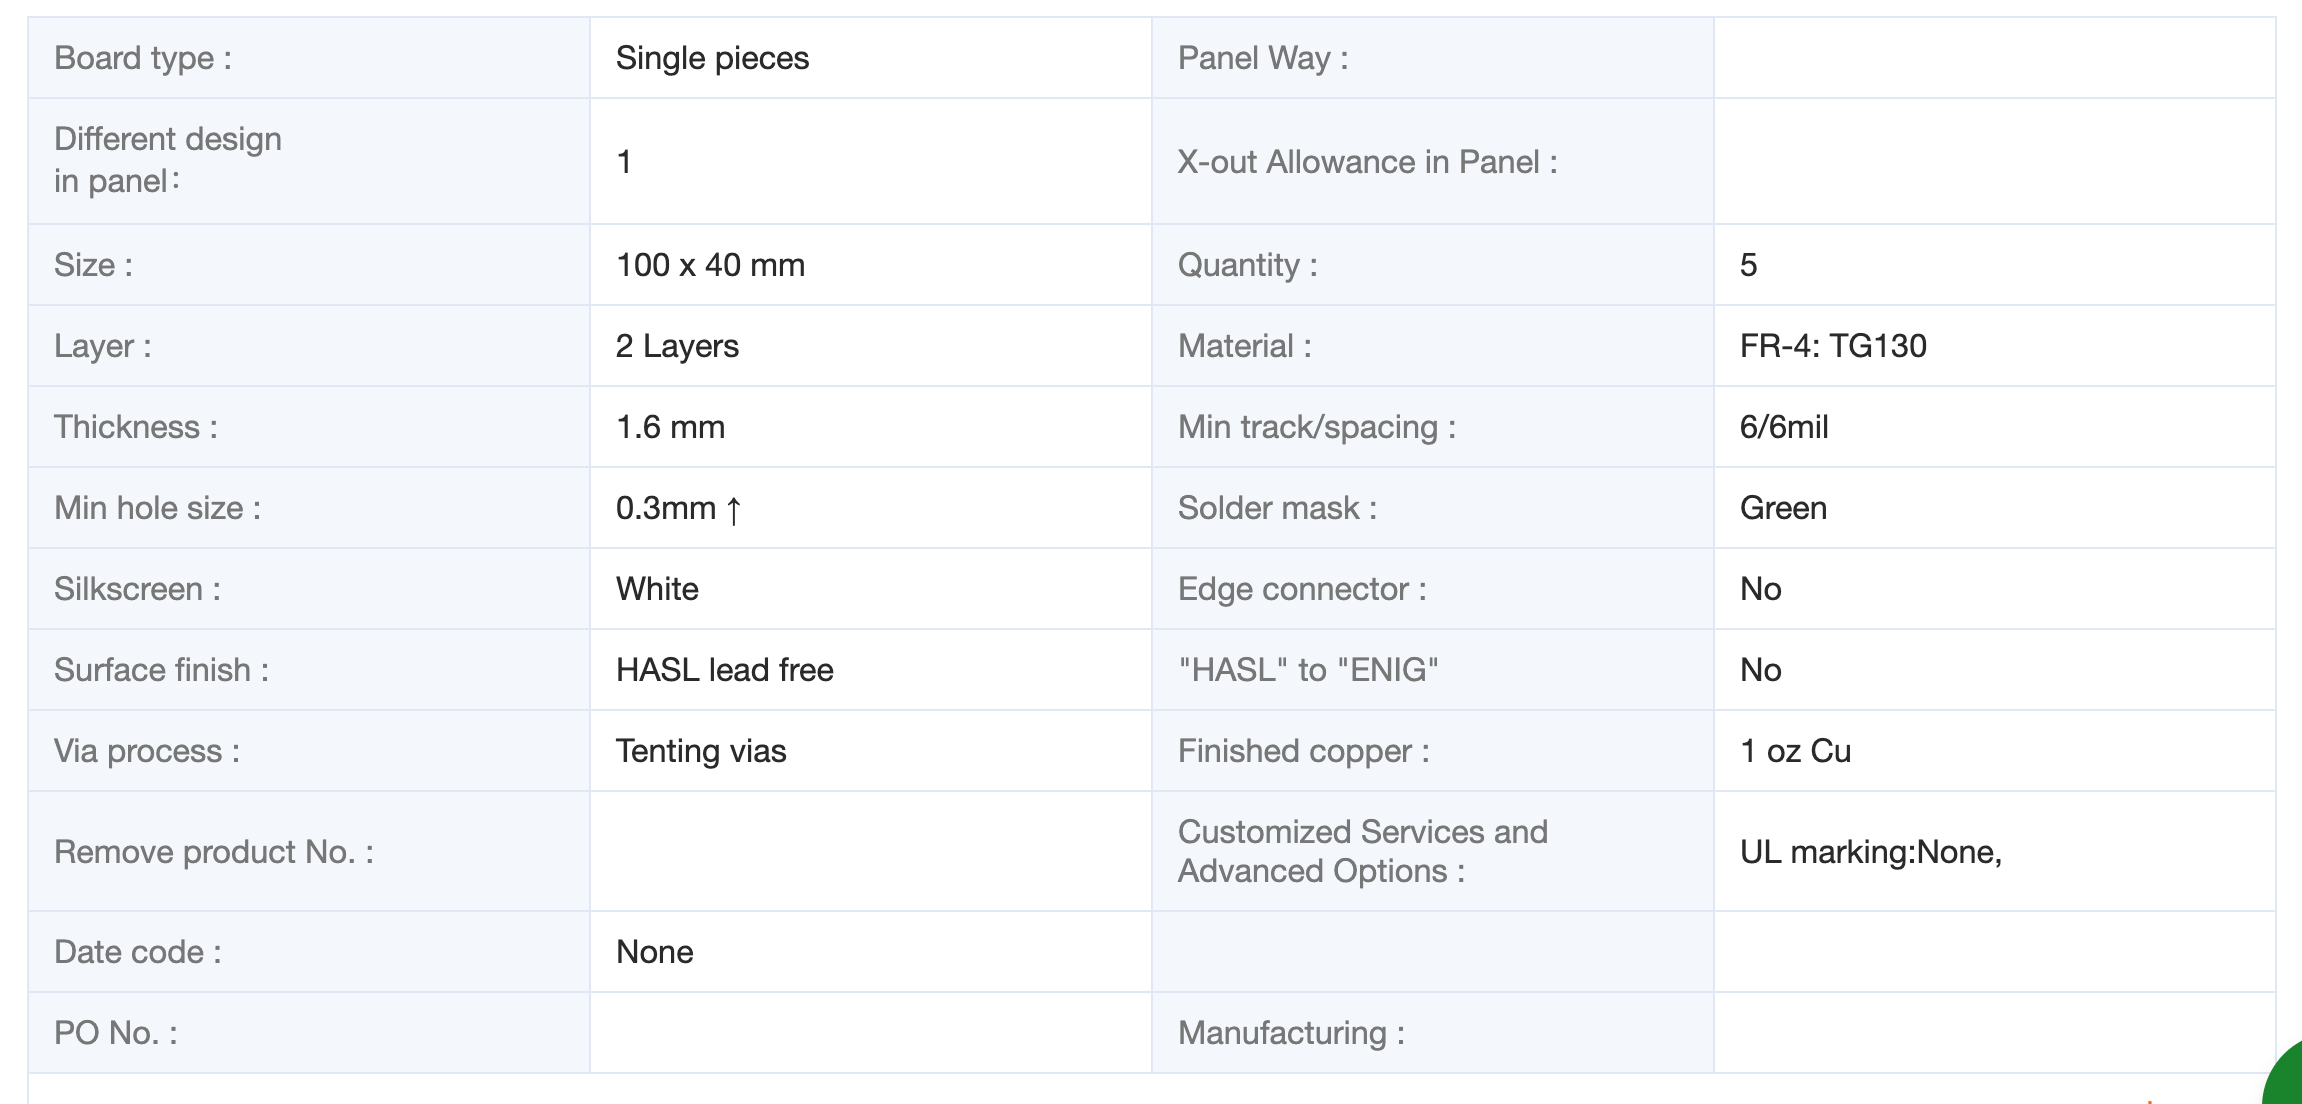 Board type :
Single pieces
Panel Way :
Different design
in panel:
1
X-out Allowance in Panel :
Size :
100 x 40 mm
Quantity :
5
Layer :
2 Layers
Material :
FR-4: TG130
Thickness :
1.6 mm
Min track/spacing :
6/6mil
Min hole size :
0.3mm ↑
Solder mask :
Green
Silkscreen :
White
Edge connector :
No
Surface finish :
HASL lead free
"HASL" to "ENIG"
No
Via process :
Tenting vias
Finished copper :
1 oz Cu
Remove product No. :
Customized Services and
Advanced Options :
UL marking:None,
Date code :
None
PO No. :
Manufacturing :